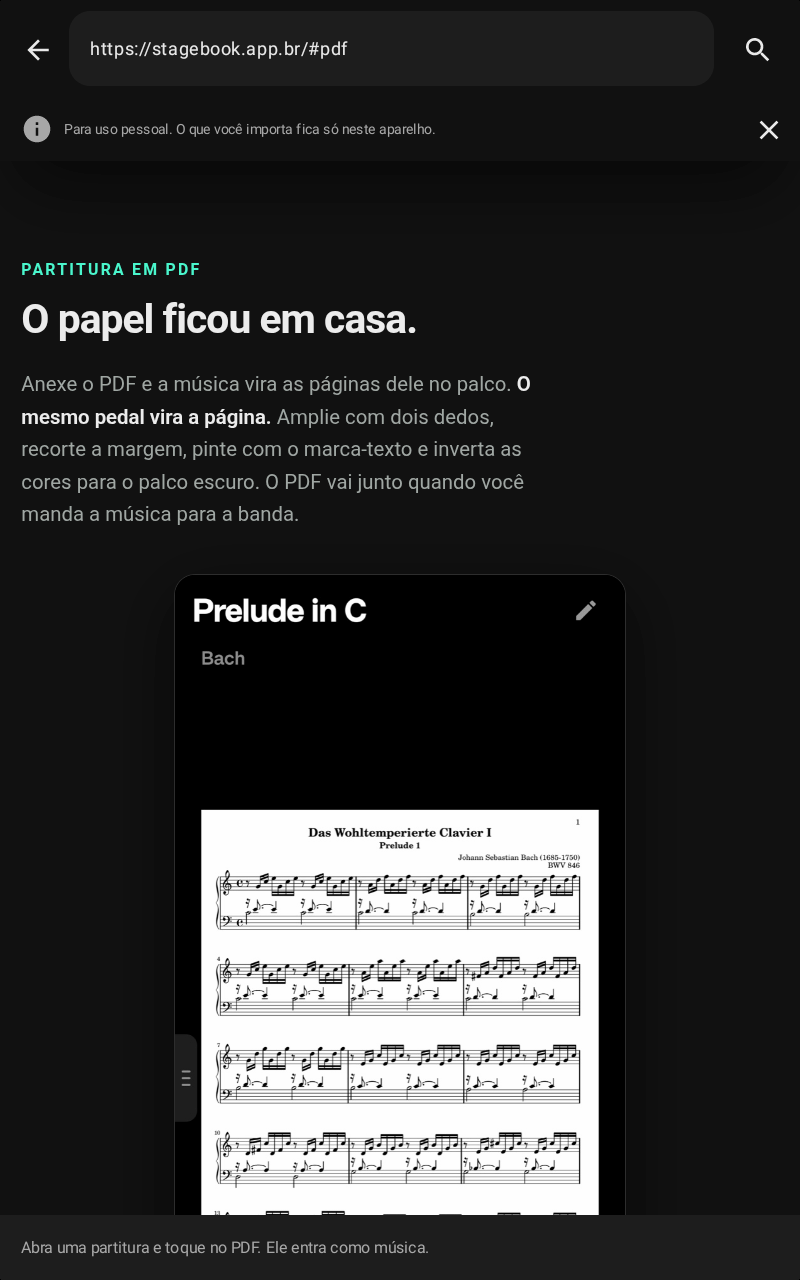 https://stagebook.app.br/#pdf
Para uso pessoal. O que você importa fica só neste aparelho.
PARTITURA EM PDF
O papel ficou em casa.
Anexe o PDF e a música vira as páginas dele no palco. O
mesmo pedal vira a página. Amplie com dois dedos,
recorte a margem, pinte com o marca-texto e inverta as
cores para o palco escuro. O PDF vai junto quando você
manda a música para a banda.
Prelude in C
Bach
1
Das Wohltemperierte Clavier I
Prelude 1
Johann Sebastian Bach (1685-1750)
BWV 846
4
7
10
Abra uma partitura e toque no PDF. Ele entra como música.